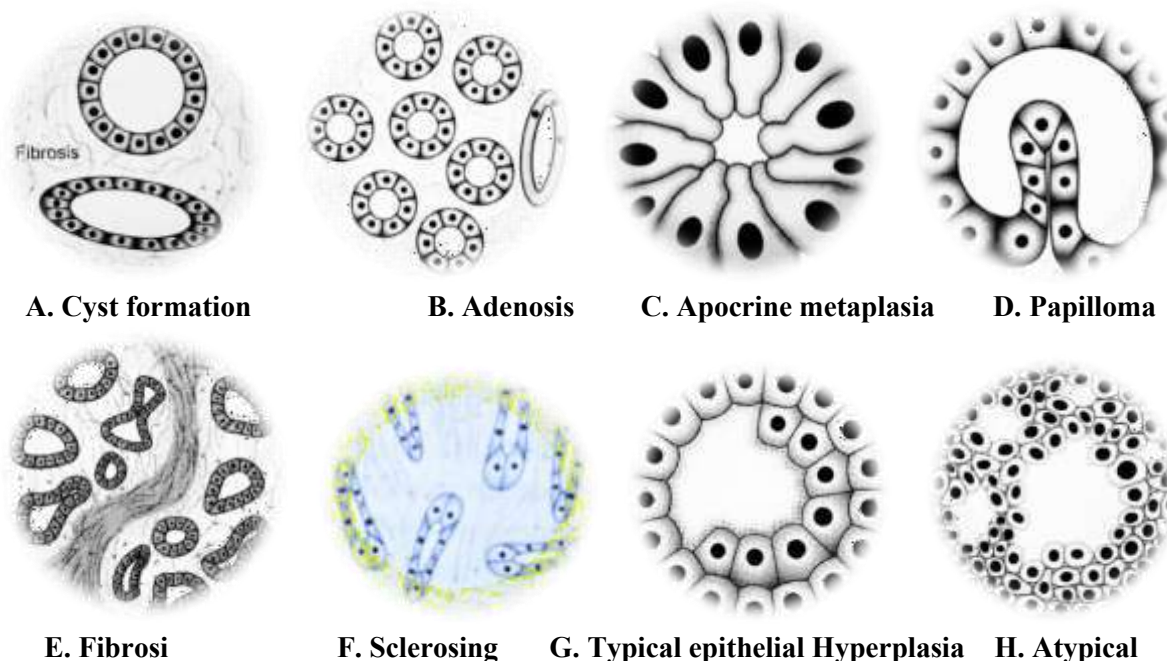 Fibrosis
A. Cyst formation B. Adenosis C. Apocrine metaplasia D. Papilloma
E. Fibrosi F. Sclerosing G. Typical epithelial Hyperplasia H. Atypical